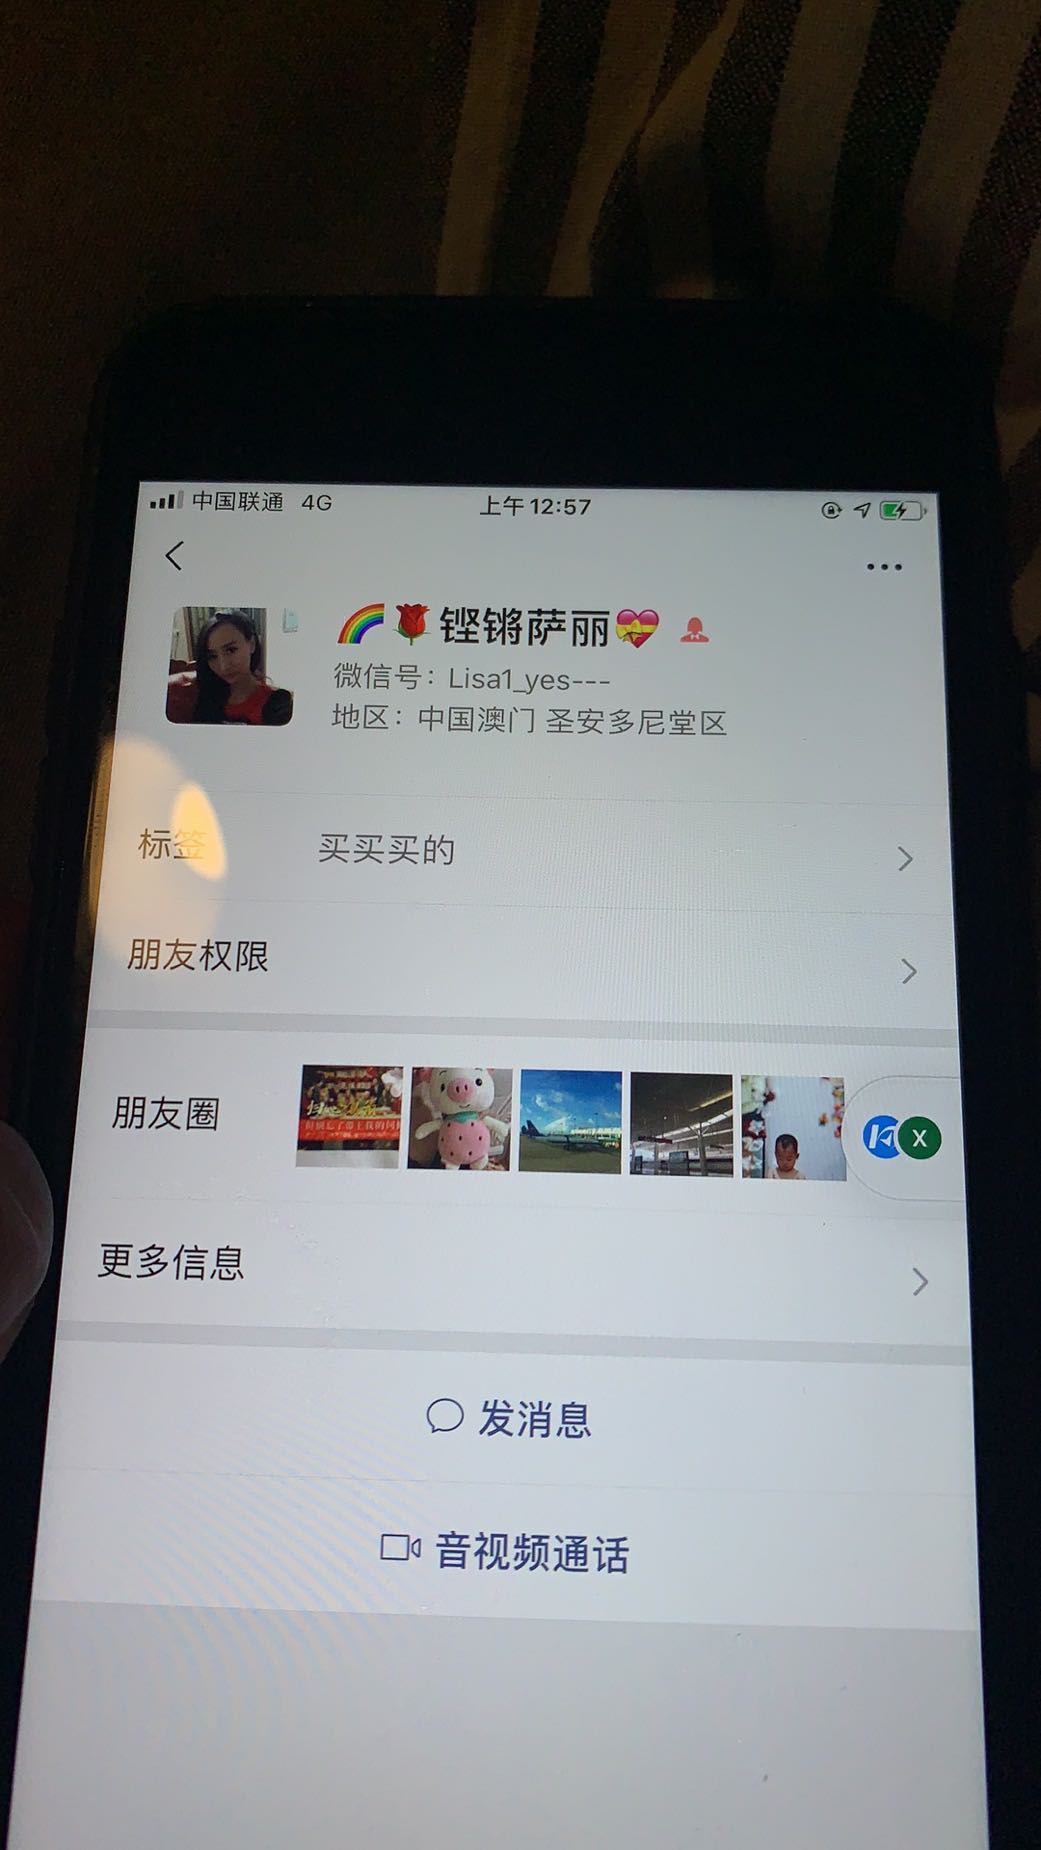 中国联通 4G 上午12:57
🌈🌹铿锵萨丽💝
微信号：Lisa1_yes---
地区：中国澳门 圣安多尼堂区
标签 买买买的
朋友权限
朋友圈
X
更多信息
发消息
音视频通话